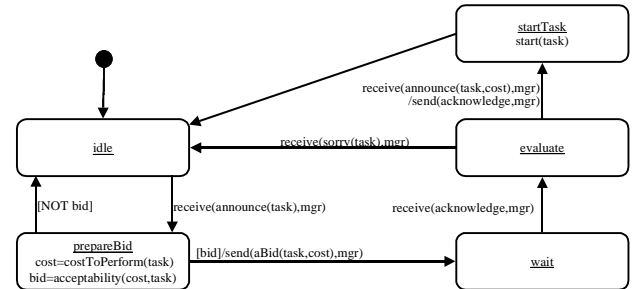 startTask
start(task)
receive(announce(task,cost),mgr)
/send(acknowledge,mgr)
idle
receive(sorry(task),mgr)
evaluate
[NOT bid]
receive(announce(task),mgr)
receive(acknowledge,mgr)
prepareBid
cost=costToPerform(task)
bid=acceptability(cost,task)
[bid]/send(aBid(task,cost),mgr)
wait